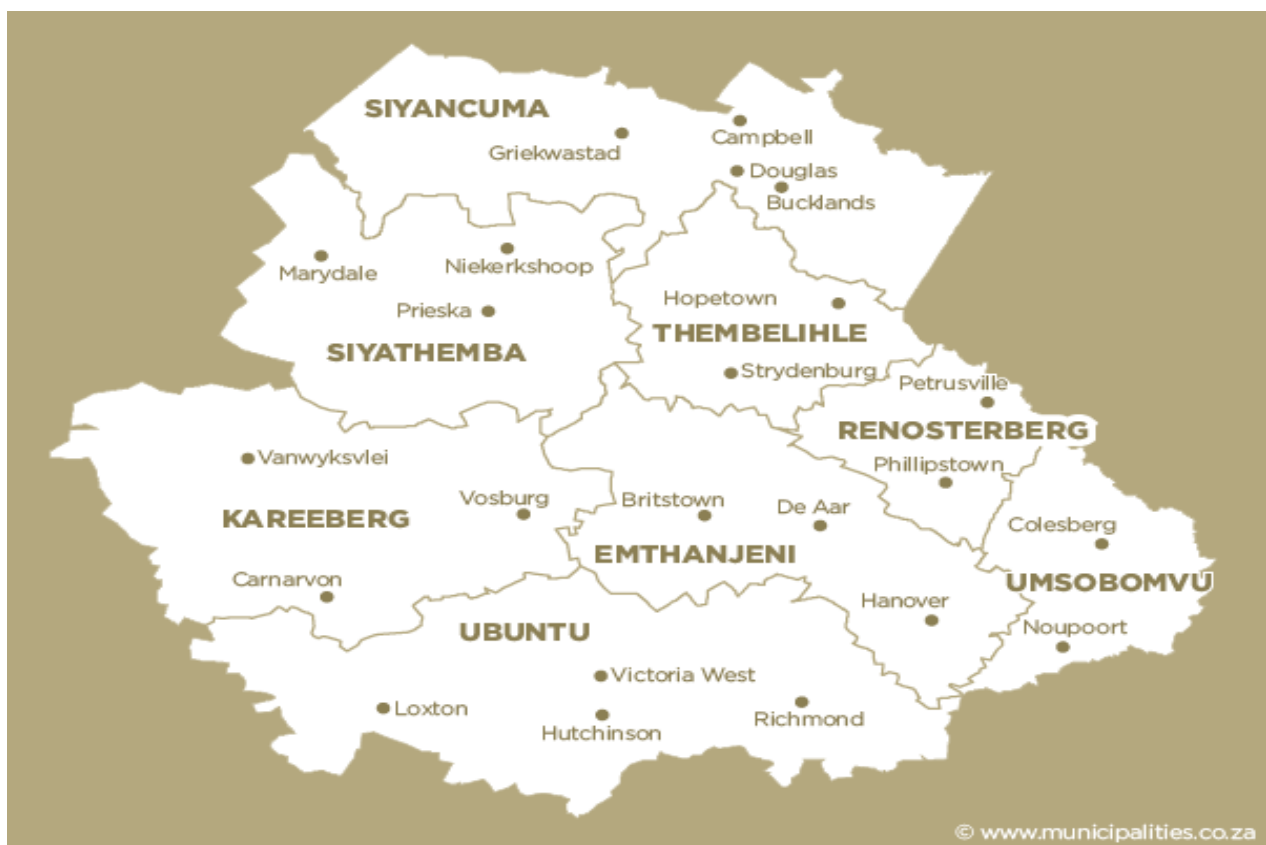 SIYANCUMA
Campbell
Griekwastad
Douglas
Bucklands
Marydale
Niekerkshoop
Prieska
Hopetown
THEMBELIHLE
SIYATHEMBA
Strydenburg
Petrusville
RENOSTERBERG
Phillipstown
Vanwyksvlei
Vosburg
KAREEBERG
Britstown
De Aar
Colesberg
EMTHANJENI
Carnarvon
UMSOBOMVU
Hanover
UBUNTU
Noupoort
Victoria West
Loxton
Richmond
Hutchinson
© www.municipalities.co.za